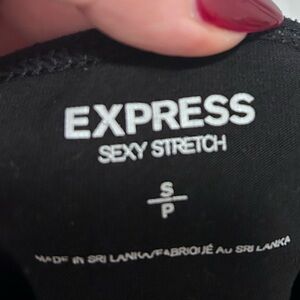 EXPRESS
SEXY STRETCH
S
P
MADE IN SRI LANKA/FABRIQUÉ AU SRI LANKA